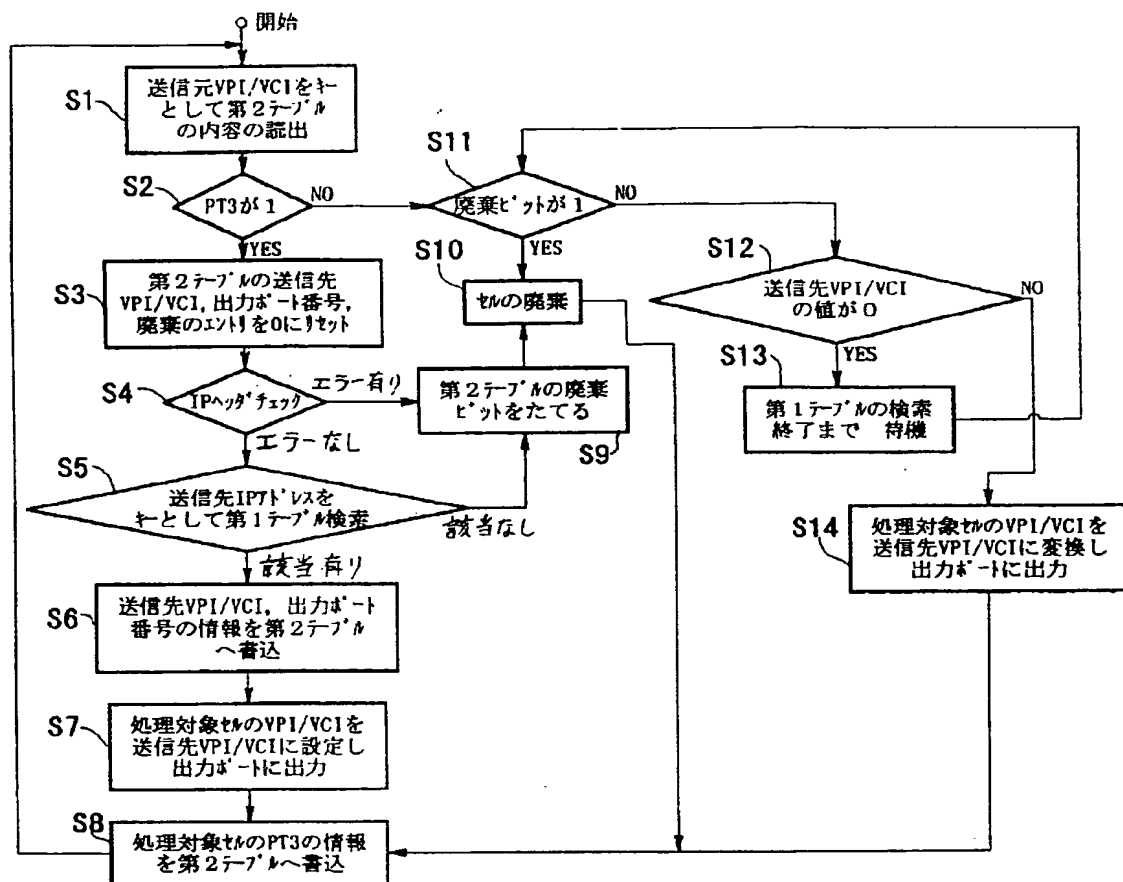 開始
S1
送信元VPI/VCIをキー
として第2テーブル
の内容の読出
S2
PT3が1
NO
YES
S3
第2テーブルの送信先
VPI/VCI,出力ポート番号,
廃棄のエントリを0にリセット
S4
IPヘッダチェック
エラー有り
エラーなし
S5
送信先IPアドレスを
キーとして第1テーブル検索
該当なし
該当有り
S6
送信先VPI/VCI, 出力ポート
番号の情報を第2テーブル
へ書込
S7
処理対象セルのVPI/VCIを
送信先VPI/VCIに設定し
出力ポートに出力
S8
処理対象セルのPT3の情報
を第2テーブルへ書込
S11
廃棄ビットが1
NO
YES
S10
セルの廃棄
第2テーブルの廃棄
ビットをたてる
S9
S12
送信先VPI/VCI
の値が0
NO
YES
S13
第1テーブルの検索
終了まで 待機
S14
処理対象セルのVPI/VCIを
送信先VPI/VCIに変換し
出力ポートに出力